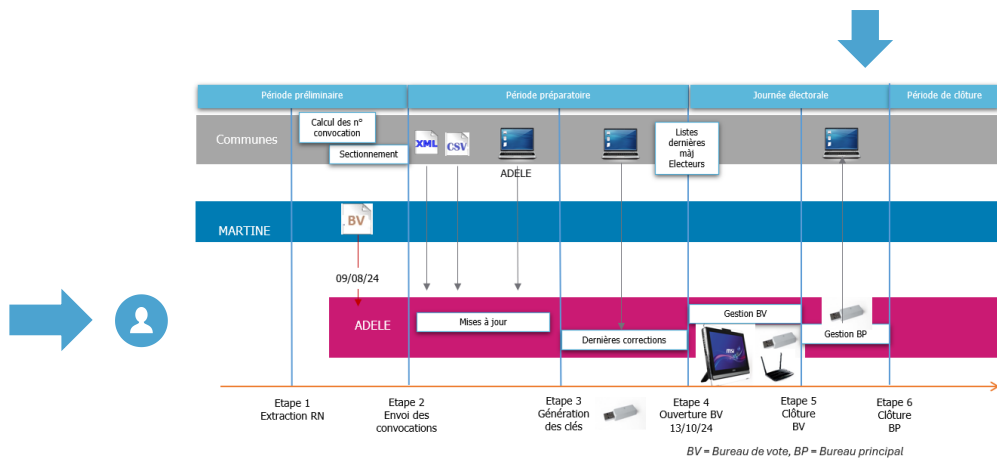 Période préliminaire
Période préparatoire
Journée électorale
Période de clôture
Communes
Calcul des n°
convocation
Sectionnement
XML
CSV
ADELE
Listes
dernières
màj
Electeurs
MARTINE
BV
09/08/24
ADELE
Mises à jour
Dernières corrections
Gestion BV
msi
Gestion BP
Etape 1
Extraction RN
Etape 2
Envoi des
convocations
Etape 3
Génération
des clés
Etape 4
Ouverture BV
13/10/24
Etape 5
Clôture
BV
Etape 6
Clôture
BP
BV = Bureau de vote, BP = Bureau principal